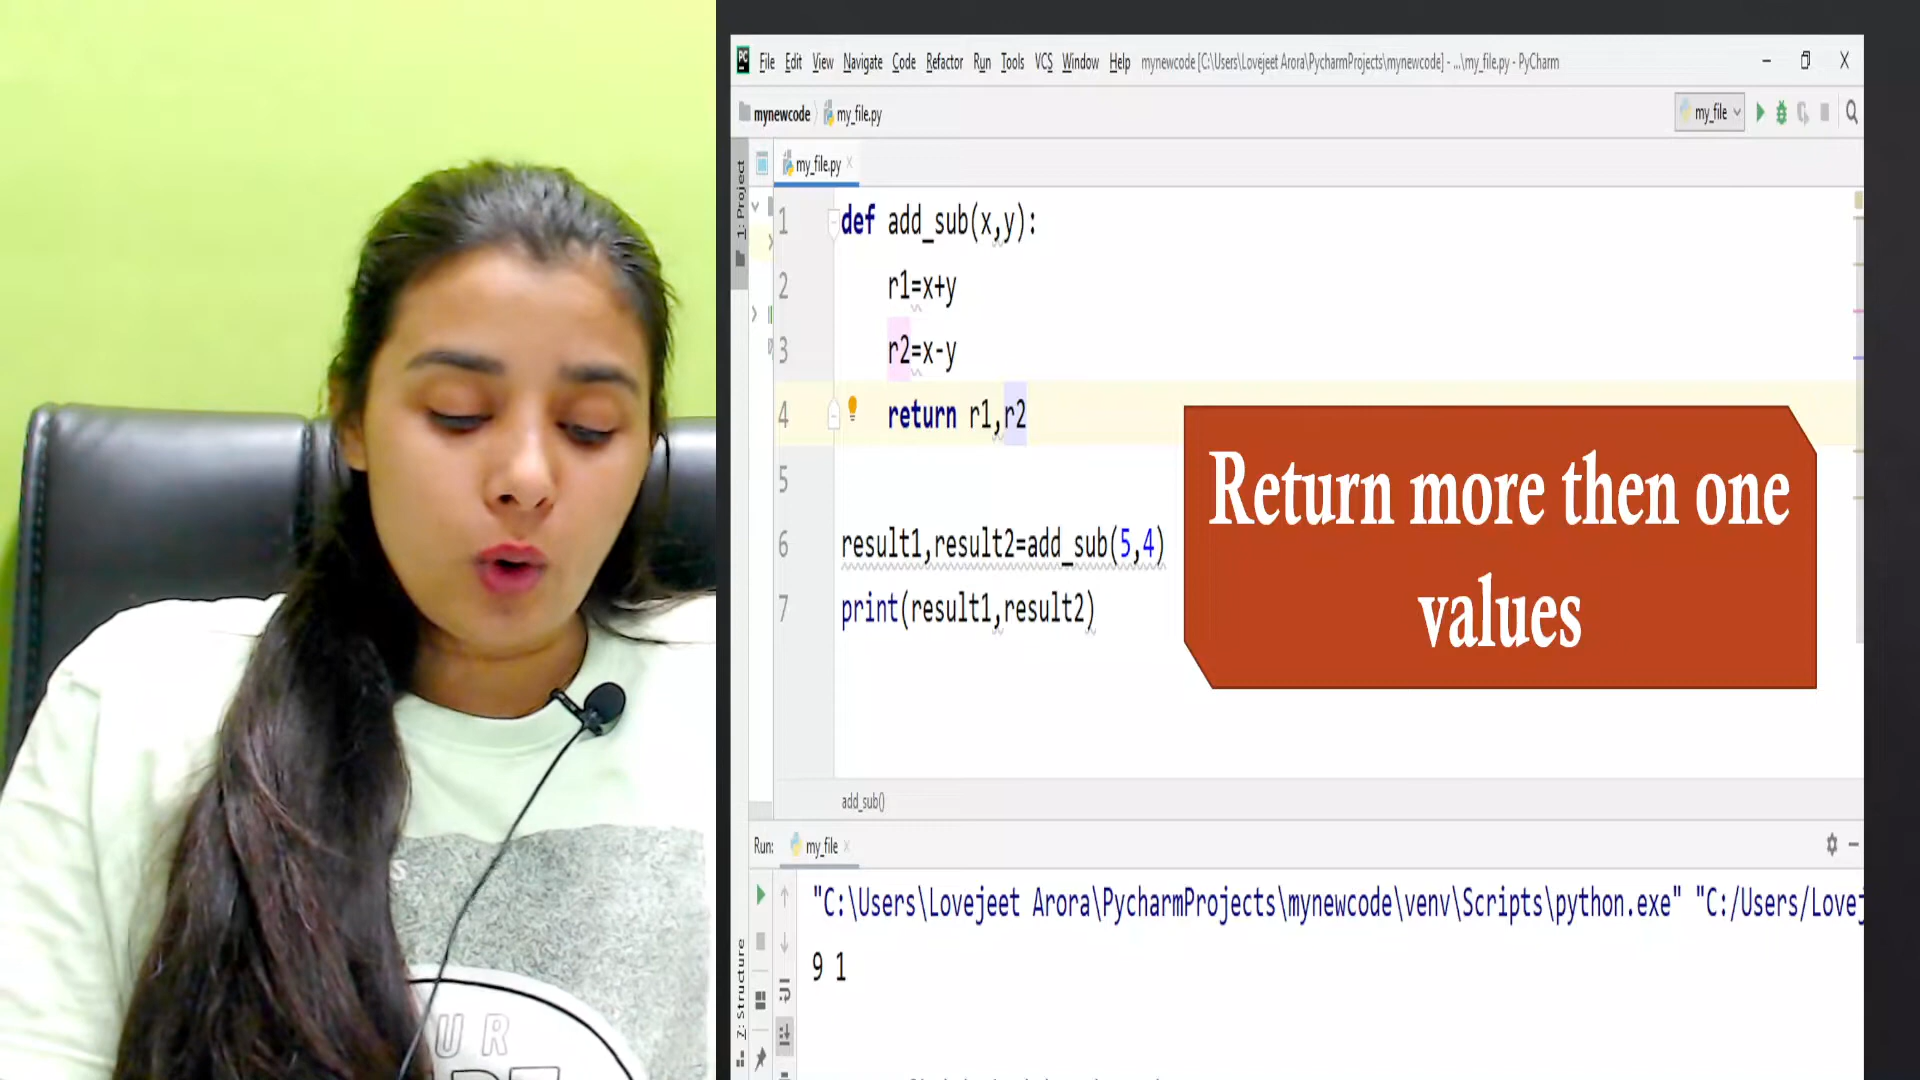 File Edit View Navigate Code Refactor Run Tools VCS Window Help mynewcode [C:\Users\Lovejeet Arora\PycharmProjects\mynewcode] - ...\my_file.py - PyCharm
mynewcode my_file.py
my_file
1: Project
my_file.py
1 def add_sub(x,y):
2 r1=x+y
3 r2=x-y
4 return r1,r2
5
6 result1,result2=add_sub(5,4)
7 print(result1,result2)
Return more then one
values
add_sub()
Run: my_file
"C:\Users\Lovejeet Arora\PycharmProjects\mynewcode\venv\Scripts\python.exe" "C:/Users/Lovej
9 1
7: Structure
S
UR